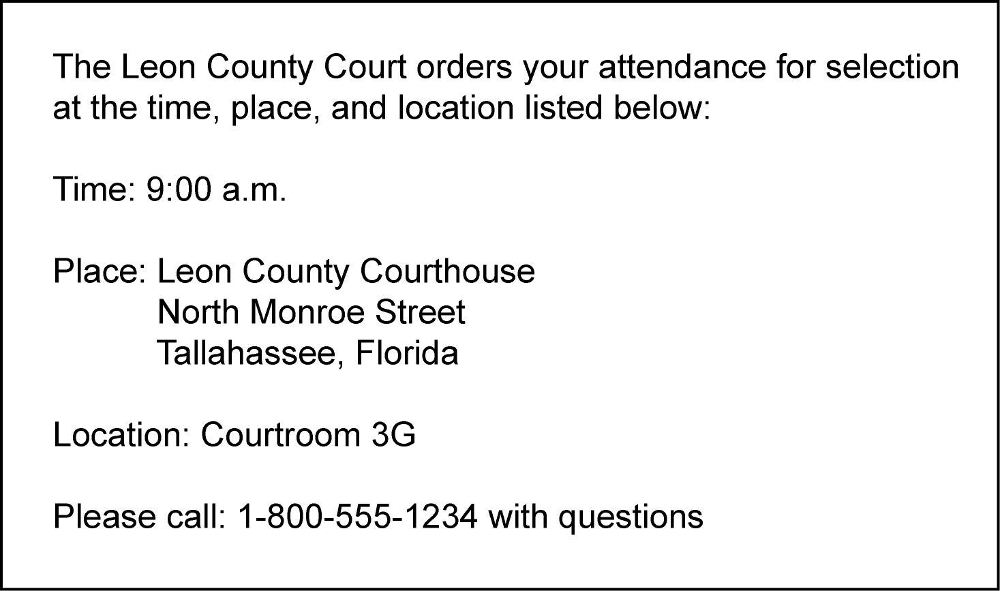 The Leon County Court orders your attendance for selection
at the time, place, and location listed below:
Time: 9:00 a.m.
Place: Leon County Courthouse
North Monroe Street
Tallahassee, Florida
Location: Courtroom 3G
Please call: 1-800-555-1234 with questions